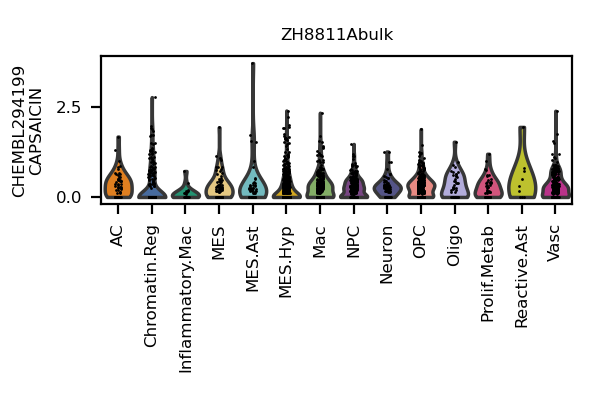 ZH8811Abulk
CHEMBL294199
CAPSAICIN
2.5
0.0
AC
Chromatin.Reg
Inflammatory.Mac
MES
MES.Ast
MES.Hyp
Mac
NPC
Neuron
OPC
Oligo
Prolif.Metab
Reactive.Ast
Vasc